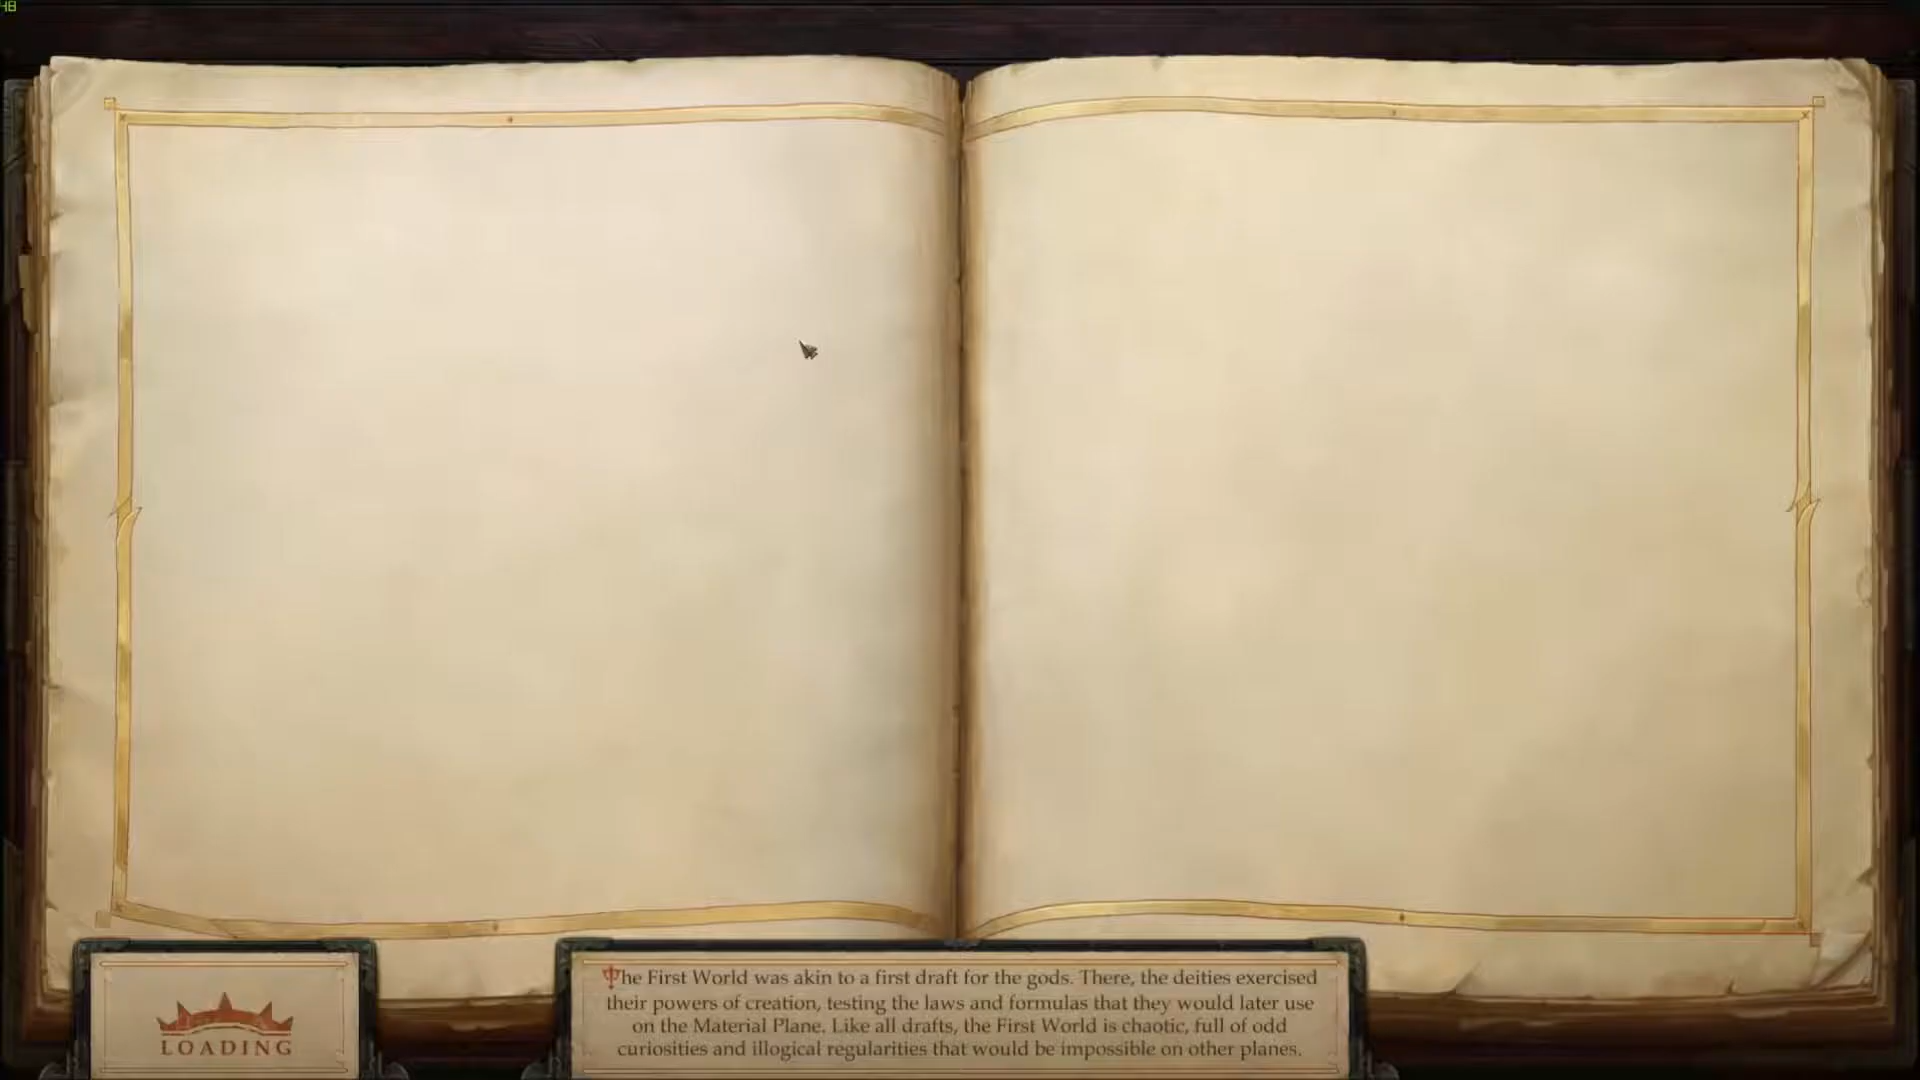 48
The First World was akin to a first draft for the gods. There, the deities exercised
their powers of creation, testing the laws and formulas that they would later use
on the Material Plane. Like all drafts, the First World is chaotic, full of odd
curiosities and illogical regularities that would be impossible on other planes.
LOADING